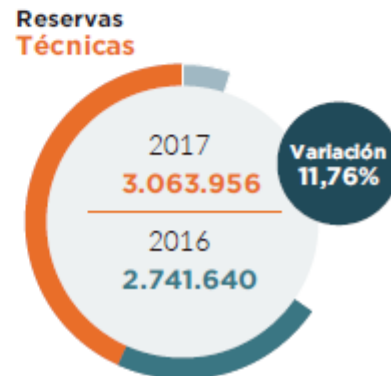 Reservas
Técnicas
2017
3.063.956
2016
2.741.640
Variación
11,76%